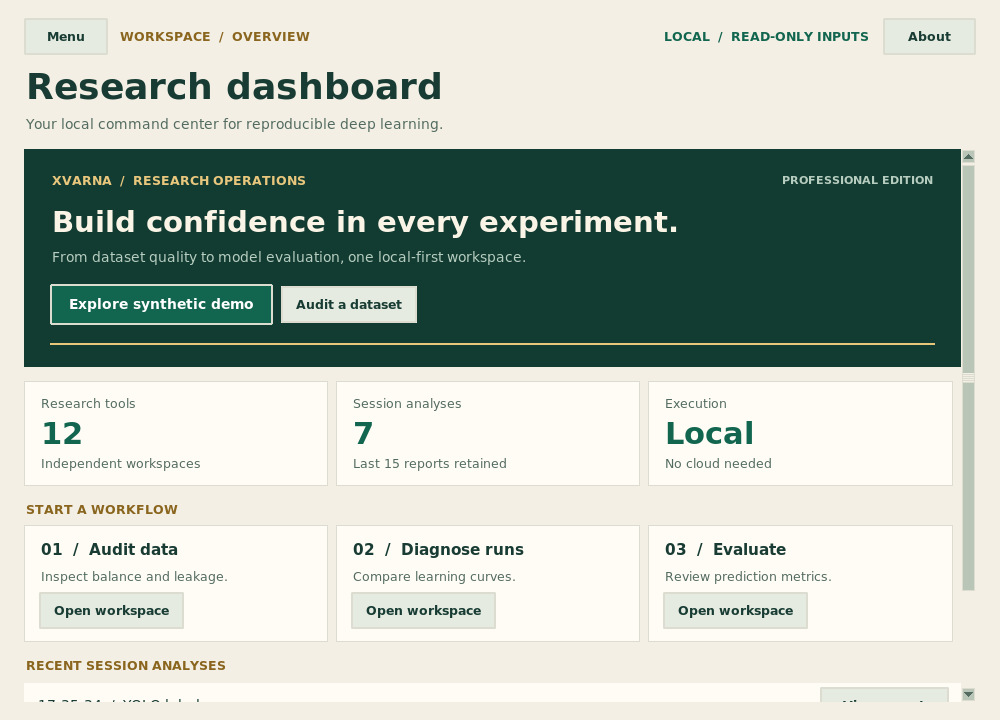 Menu
WORKSPACE / OVERVIEW
LOCAL / READ-ONLY INPUTS
About
Research dashboard
Your local command center for reproducible deep learning.
XVARNA / RESEARCH OPERATIONS
PROFESSIONAL EDITION
Build confidence in every experiment.
From dataset quality to model evaluation, one local-first workspace.
Explore synthetic demo
Audit a dataset
Research tools
12
Independent workspaces
Session analyses
7
Last 15 reports retained
Execution
Local
No cloud needed
START A WORKFLOW
01 / Audit data
Inspect balance and leakage.
Open workspace
02 / Diagnose runs
Compare learning curves.
Open workspace
03 / Evaluate
Review prediction metrics.
Open workspace
RECENT SESSION ANALYSES